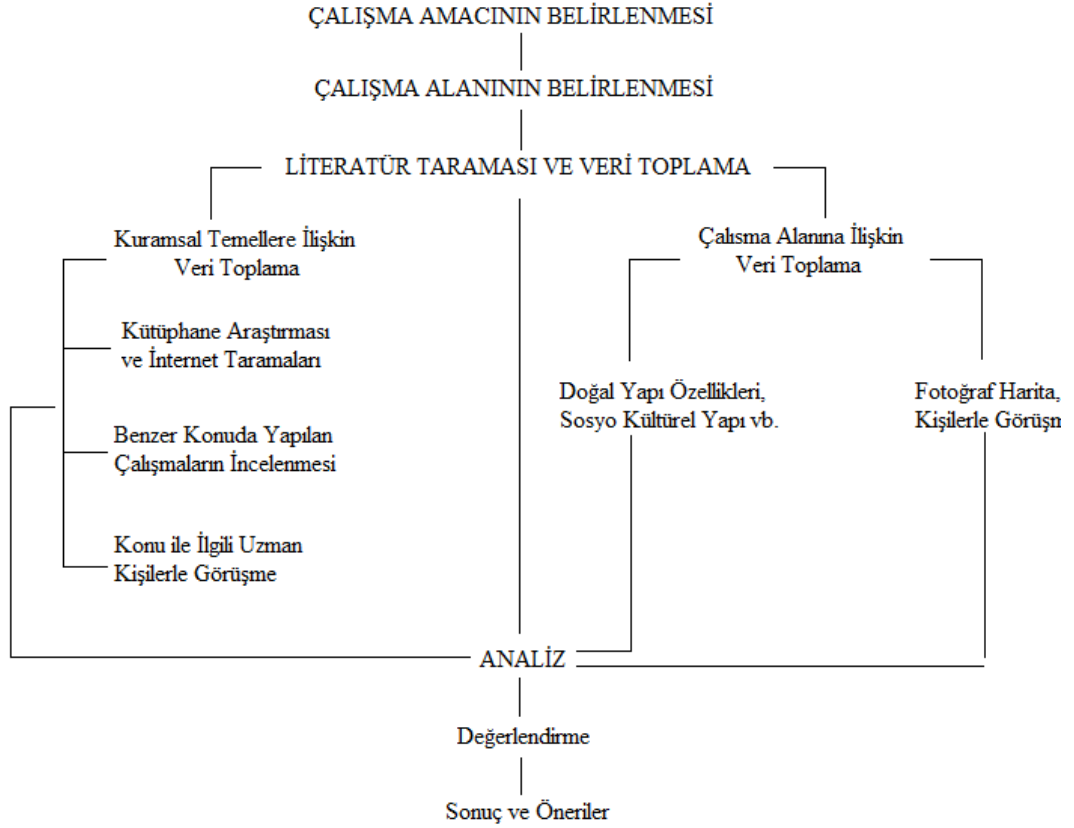 ÇALIŞMA AMACININ BELİRLENMESİ
ÇALIŞMA ALANININ BELİRLENMESİ
LİTERATÜR TARAMASI VE VERİ TOPLAMA
Kuramsal Temellere İlişkin
Veri Toplama
Kütüphane Araştırması
ve İnternet Taramaları
Benzer Konuda Yapılan
Çalışmaların İncelenmesi
Konu ile İlgili Uzman
Kişilerle Görüşme
Çalısma Alanına İlişkin
Veri Toplama
Doğal Yapı Özellikleri,
Sosyo Kültürel Yapı vb.
Fotoğraf Harita,
Kişilerle
ANALİZ
Değerlendirme
Sonuç ve Öneriler